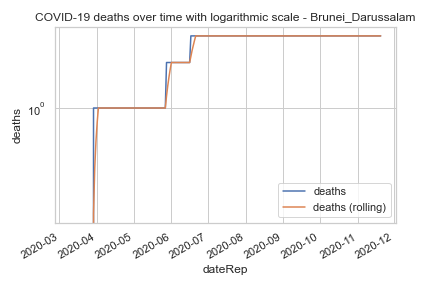 COVID-19 deaths over time with logarithmic scale - Brunei_Darussalam
deaths
10⁰
deaths
deaths (rolling)
2020-03
2020-04
2020-05
2020-06
2020-07
2020-08
2020-09
2020-10
2020-11
2020-12
dateRep